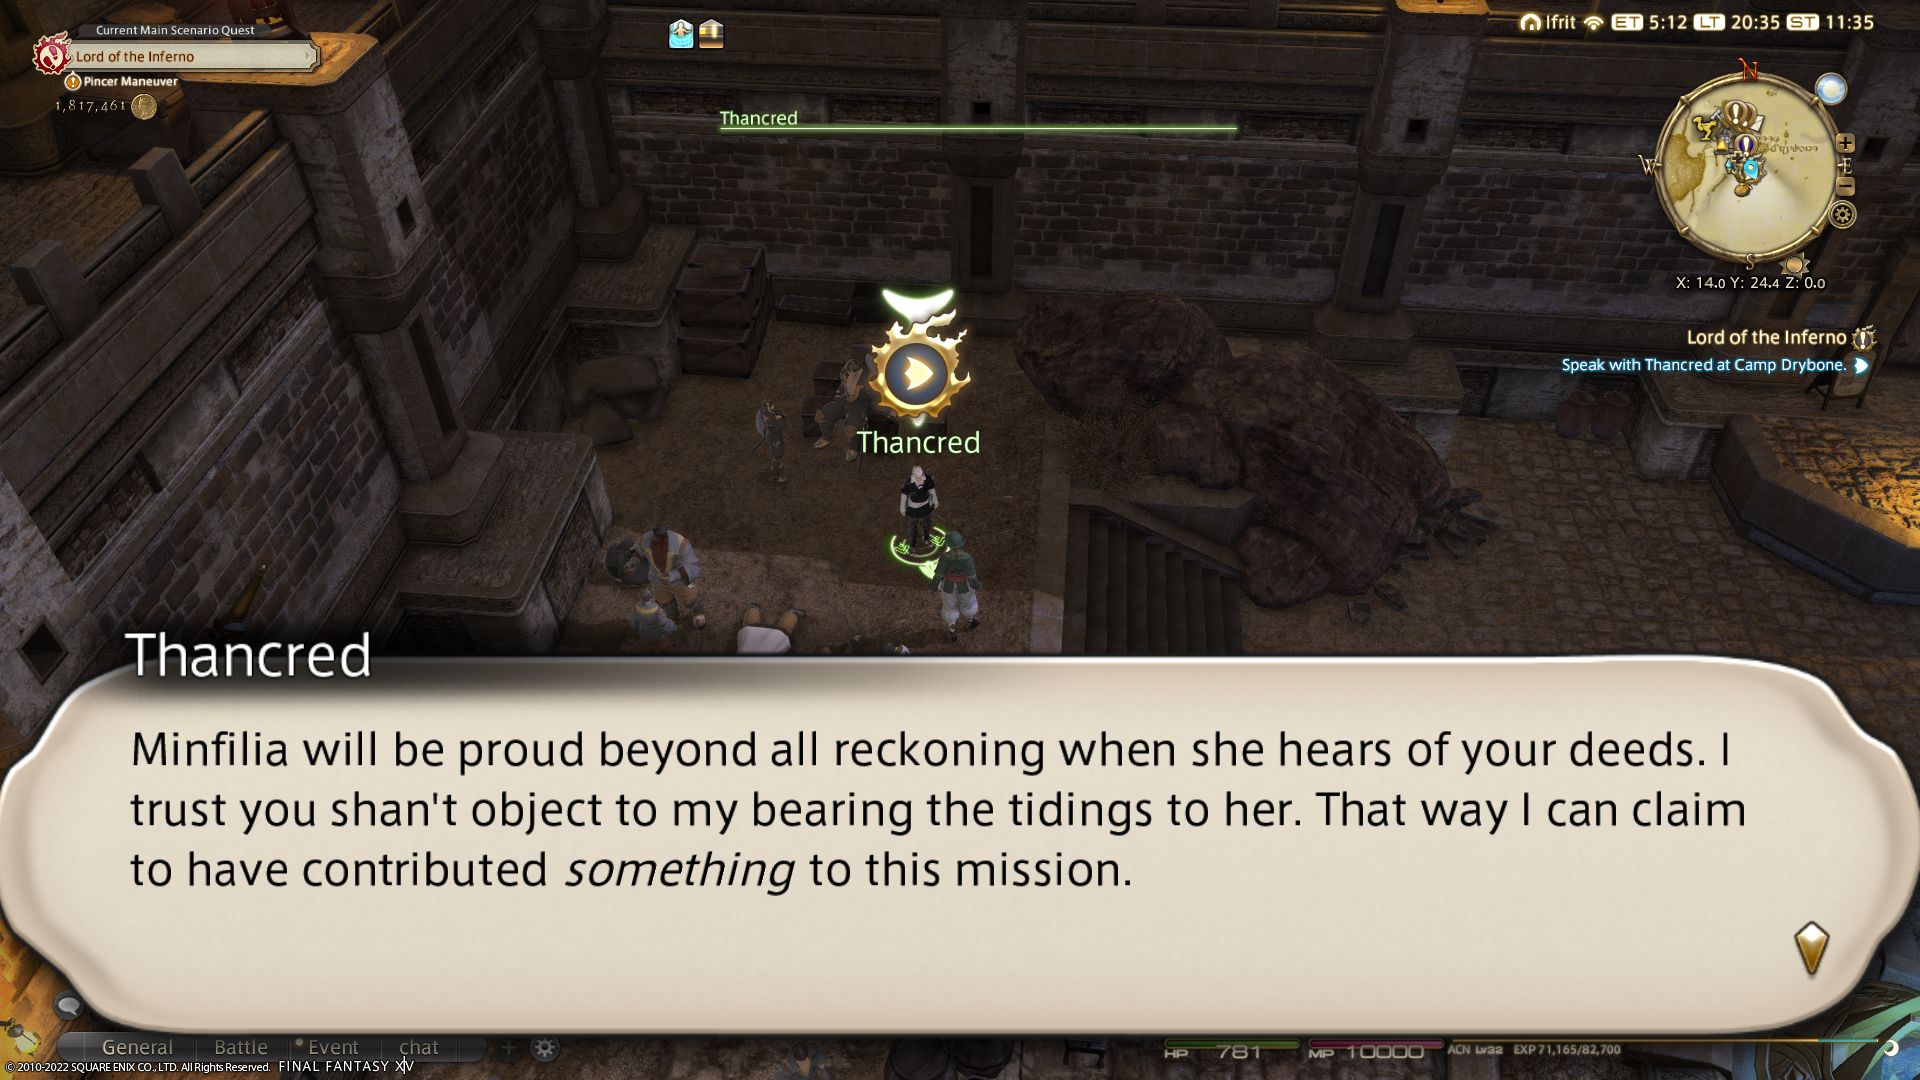 Current Main Scenario Quest
Lord of the Inferno
Pincer Maneuver
1,817,461
Ifrit ET 5:12 LT 20:35 ST 11:35
Thancred
N
W
E
S
X: 14.0 Y: 24.4 Z: 0.0
Lord of the Inferno
Speak with Thancred at Camp Drybone.
Thancred
Thancred
Minfilia will be proud beyond all reckoning when she hears of your deeds. I
trust you shan't object to my bearing the tidings to her. That way I can claim
to have contributed something to this mission.
General Battle Event chat
HP 781 MP 10000 ACN Lv32 EXP 71,165/82,700
© 2010-2022 SQUARE ENIX CO., LTD. All Rights Reserved. FINAL FANTASY XIV